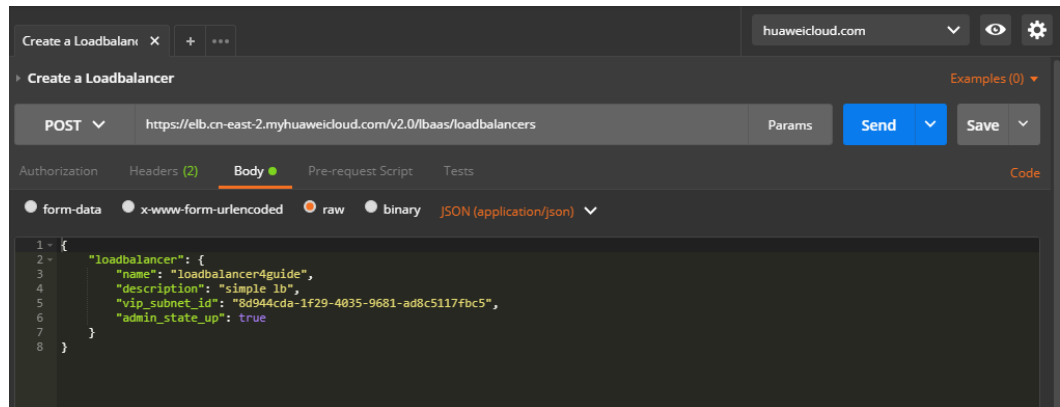 Create a Loadbalanc × + •••
huaweicloud.com
Create a Loadbalancer
Examples (0)
POST https://elb.cn-east-2.myhuaweicloud.com/v2.0/lbaas/loadbalancers Params Send Save
Authorization Headers (2) Body Pre-request Script Tests Code
form-data x-www-form-urlencoded raw binary JSON (application/json)
1 {
2 "loadbalancer": {
3 "name": "loadbalancer4guide",
4 "description": "simple lb",
5 "vip_subnet_id": "8d944cda-1f29-4035-9681-ad8c5117fbc5",
6 "admin_state_up": true
7 }
8 }